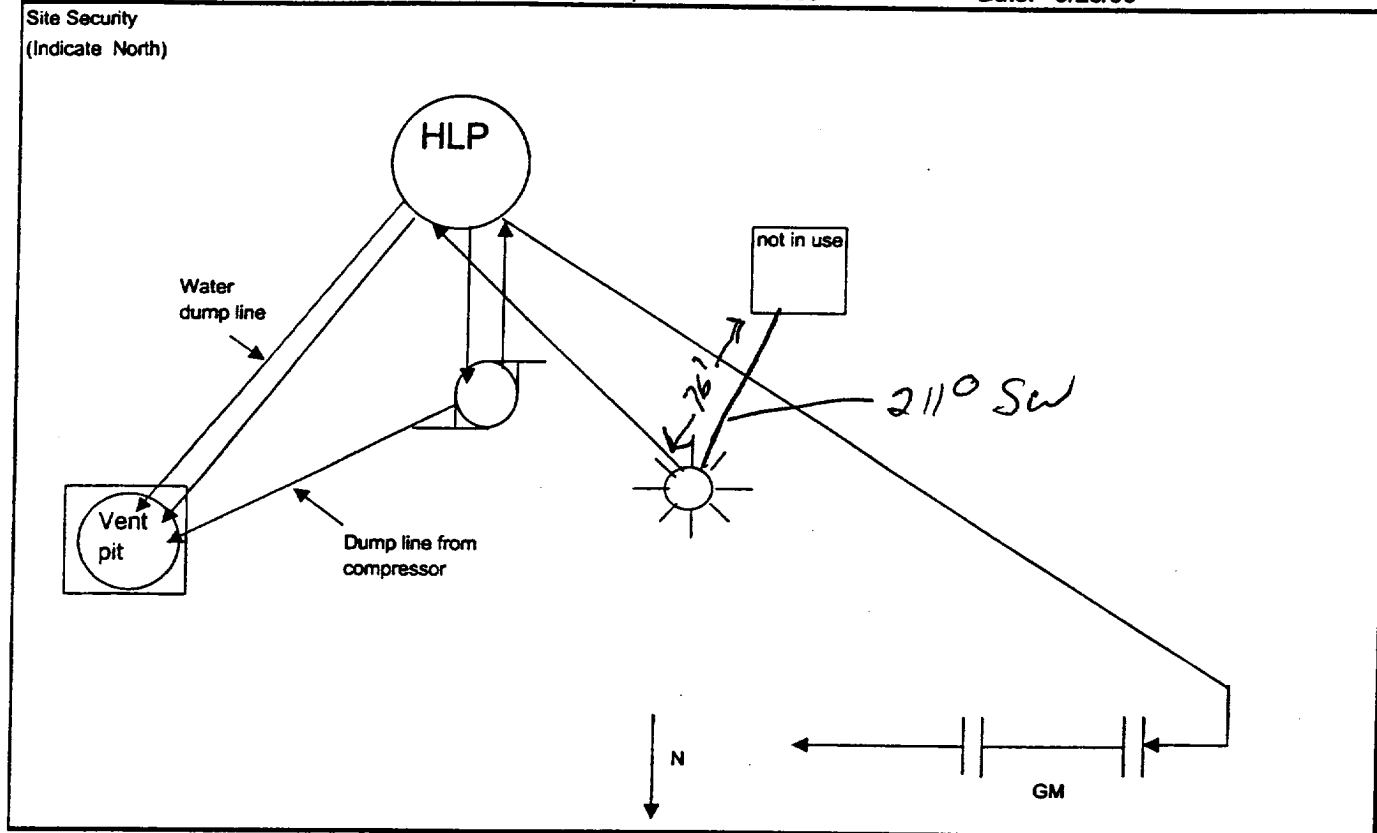 Site Security
(Indicate North)
HLP
not in use
Water
dump line
76'
211° SW
Vent
pit
Dump line from
compressor
N
GM